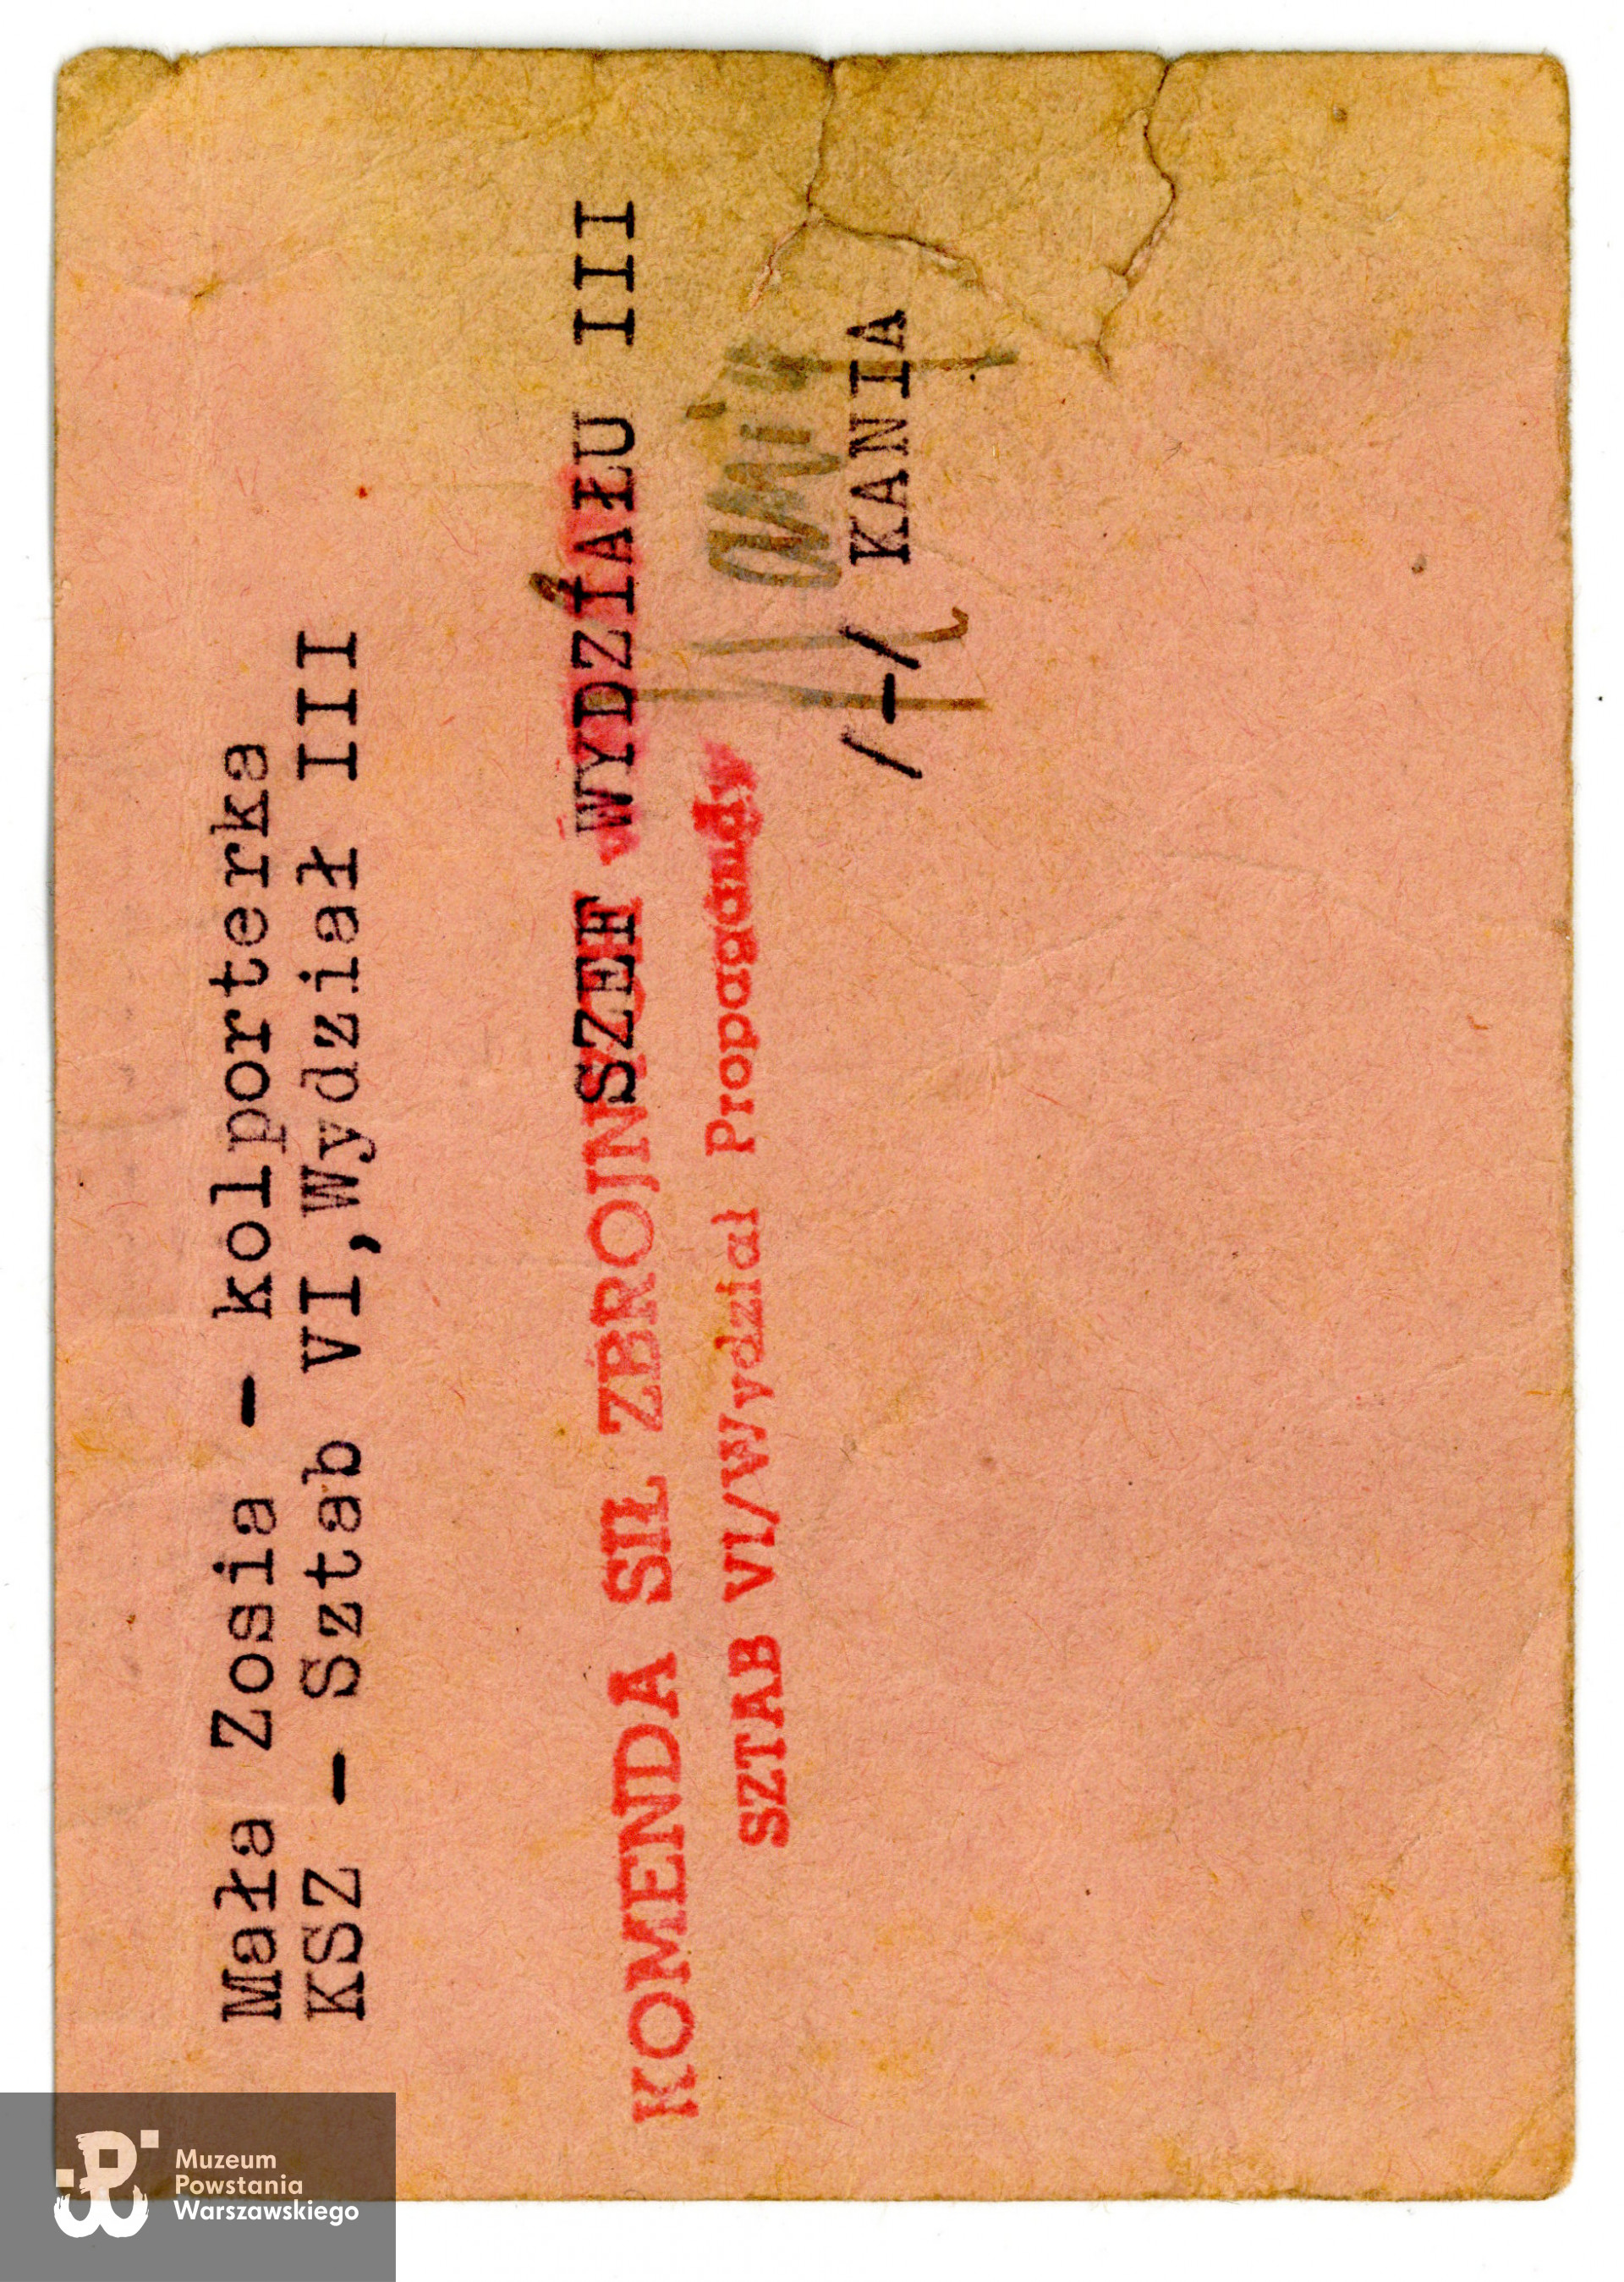 Mała Zosia - kolporterka
KSZ - Sztab VI,Wydział III
SZEF WYDZIAŁU III
KOMENDA SIŁ ZBROJNYCH
SZTAB VI/Wydział Propagandy
Kania
/-/ KANIA
Muzeum
Powstania
Warszawskiego